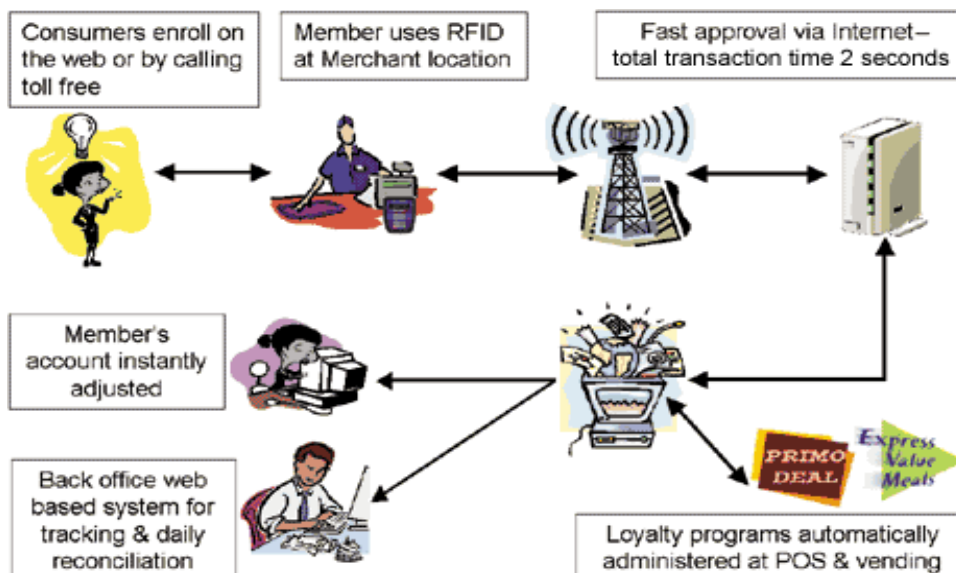 Consumers enroll on
the web or by calling
toll free
Member uses RFID
at Merchant location
Fast approval via Internet–
total transaction time 2 seconds
Member's
account instantly
adjusted
Back office web
based system for
tracking & daily
reconciliation
PRIMO
DEAL
Express
Value
Meals
Loyalty programs automatically
administered at POS & vending